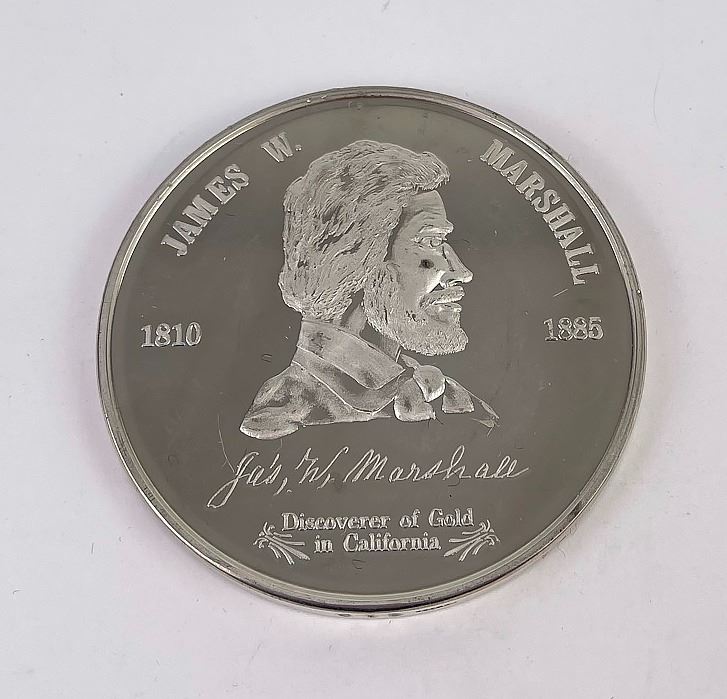 JAMES W. MARSHALL
1810 1885
Jas, W. Marshall
Discoverer of Gold
in California